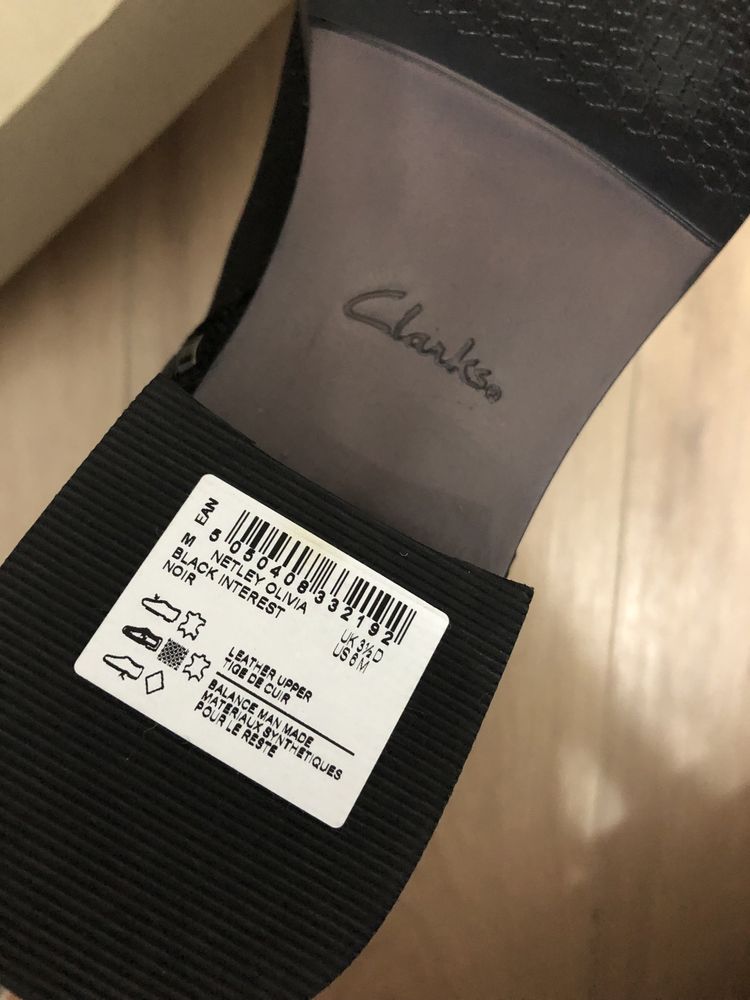 Clarks®
EAN
M
5 050408 332192
NETLEY OLIVIA
BLACK INTEREST
NOIR
UK 3½ D
US 6 M
LEATHER UPPER
TIGE DE CUIR
BALANCE MAN MADE
MATERIAUX SYNTHETIQUES
POUR LE RESTE